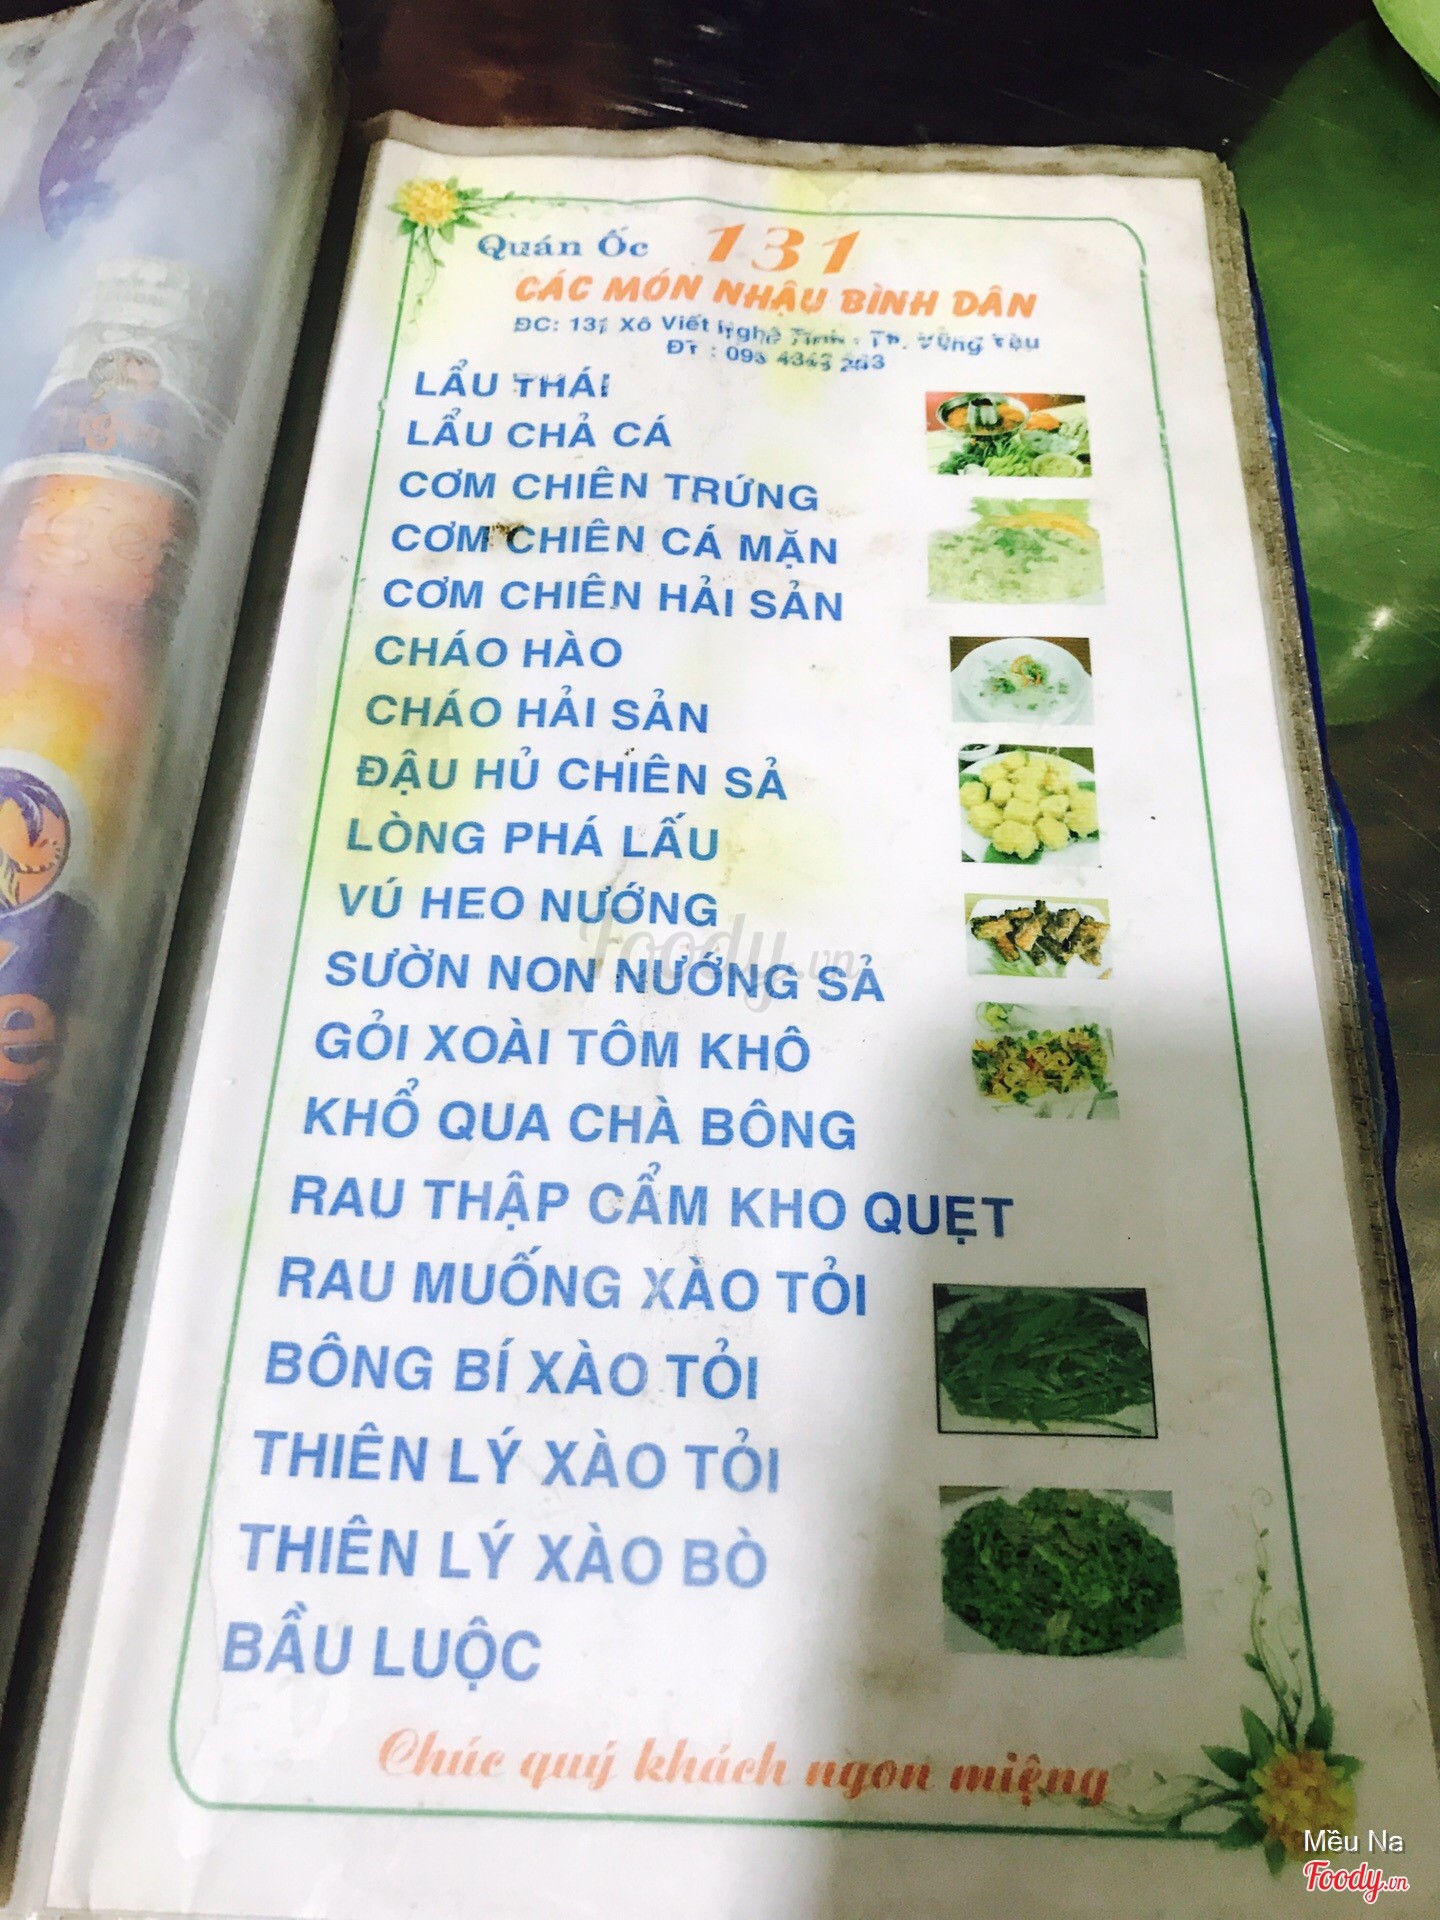 Quán Ốc 131
CÁC MÓN NHẬU BÌNH DÂN
ĐC: 131 Xô Viết Nghệ Tĩnh - Tp. Vũng Tàu
ĐT :
LẨU THÁI
LẨU CHẢ CÁ
CƠM CHIÊN TRỨNG
CƠM CHIÊN CÁ MẶN
CƠM CHIÊN HẢI SẢN
CHÁO HÀO
CHÁO HẢI SẢN
ĐẬU HỦ CHIÊN SẢ
LÒNG PHÁ LẤU
VÚ HEO NƯỚNG
SƯỜN NON NƯỚNG SẢ
GỎI XOÀI TÔM KHÔ
KHỔ QUA CHÀ BÔNG
RAU THẬP CẨM KHO QUẸT
RAU MUỐNG XÀO TỎI
BÔNG BÍ XÀO TỎI
THIÊN LÝ XÀO TỎI
THIÊN LÝ XÀO BÒ
BẦU LUỘC
Chúc quý khách ngon miệng
Foody.vn
Mều Na
Foody.vn